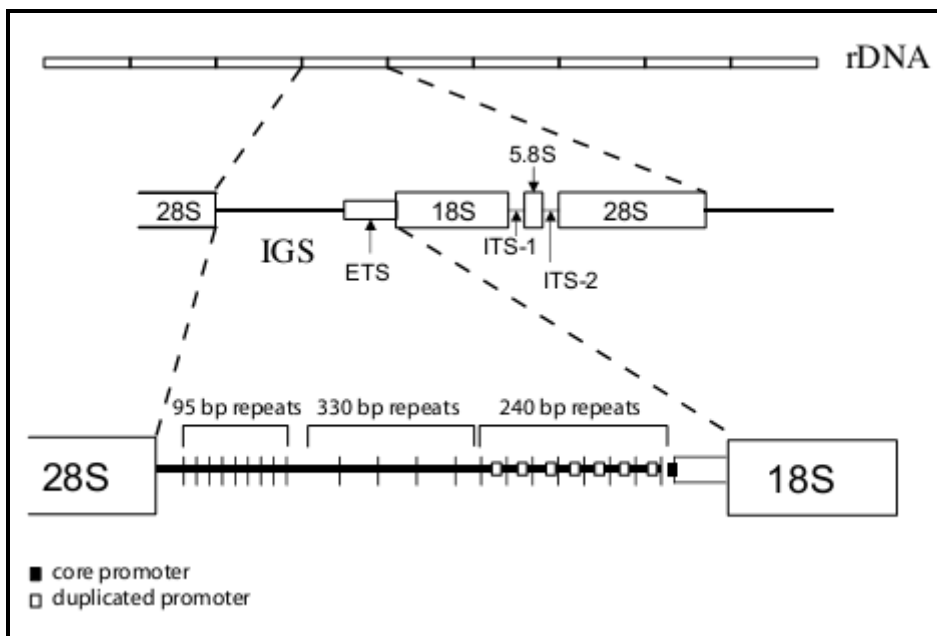 rDNA
5.8S
28S
18S
28S
ITS-1
IGS
ETS
ITS-2
95 bp repeats 330 bp repeats 240 bp repeats
28S
18S
core promoter
duplicated promoter